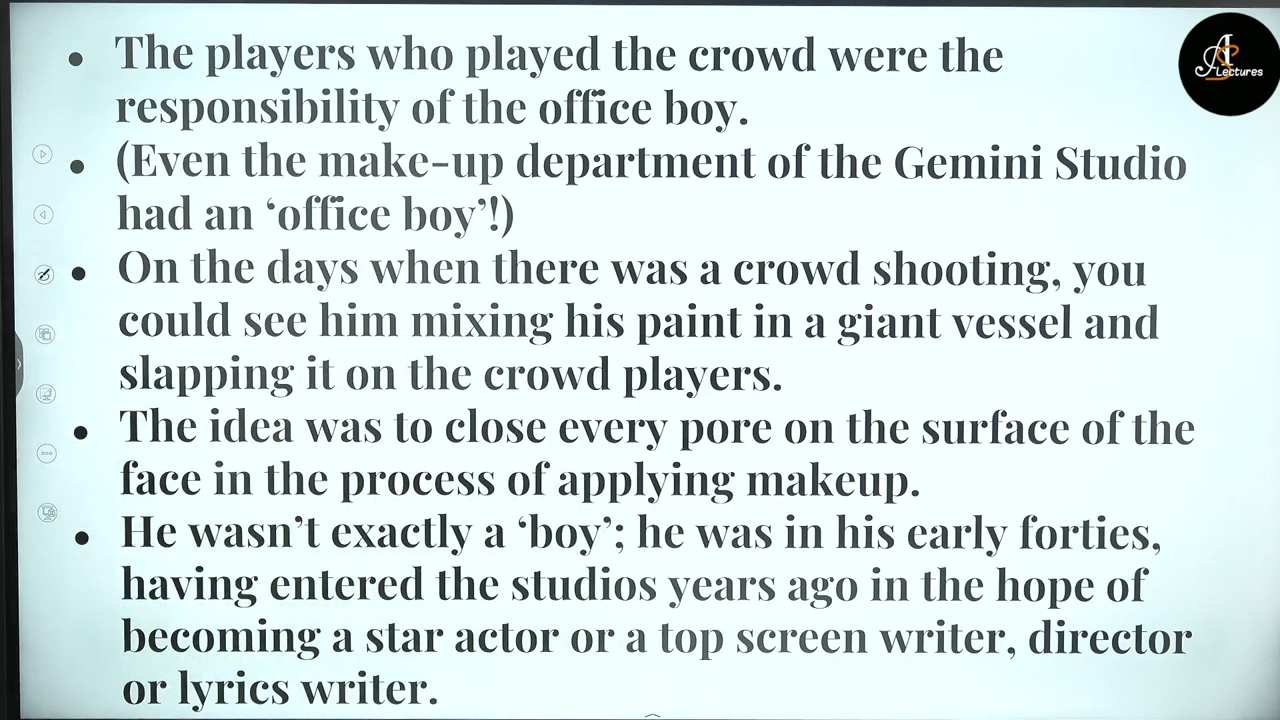 • The players who played the crowd were the
responsibility of the office boy.
• (Even the make-up department of the Gemini Studio
had an ‘office boy’!)
• On the days when there was a crowd shooting, you
could see him mixing his paint in a giant vessel and
slapping it on the crowd players.
• The idea was to close every pore on the surface of the
face in the process of applying makeup.
• He wasn’t exactly a ‘boy’; he was in his early forties,
having entered the studios years ago in the hope of
becoming a star actor or a top screen writer, director
or lyrics writer.
AS
Lectures